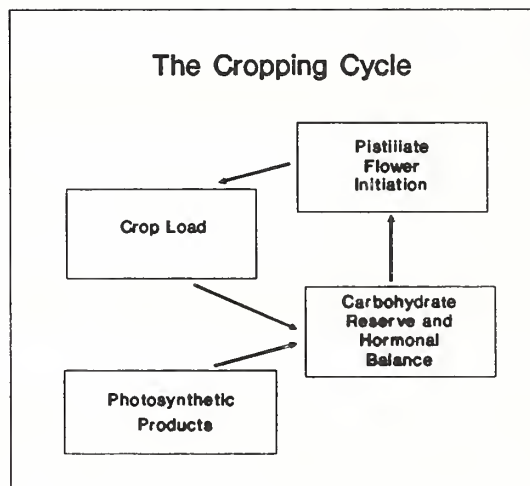 The Cropping Cycle
Pistillate
Flower
Initiation
Crop Load
Carbohydrate
Reserve and
Hormonal
Balance
Photosynthetic
Products